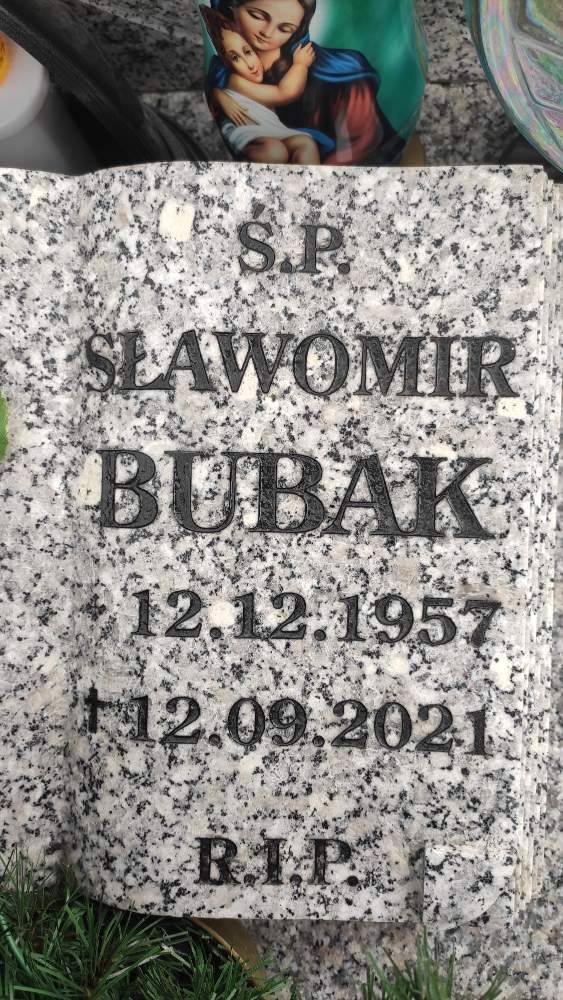 Ś.P.
SŁAWOMIR
BUBAK
12.12.1957
†12.09.2021
R.I.P.